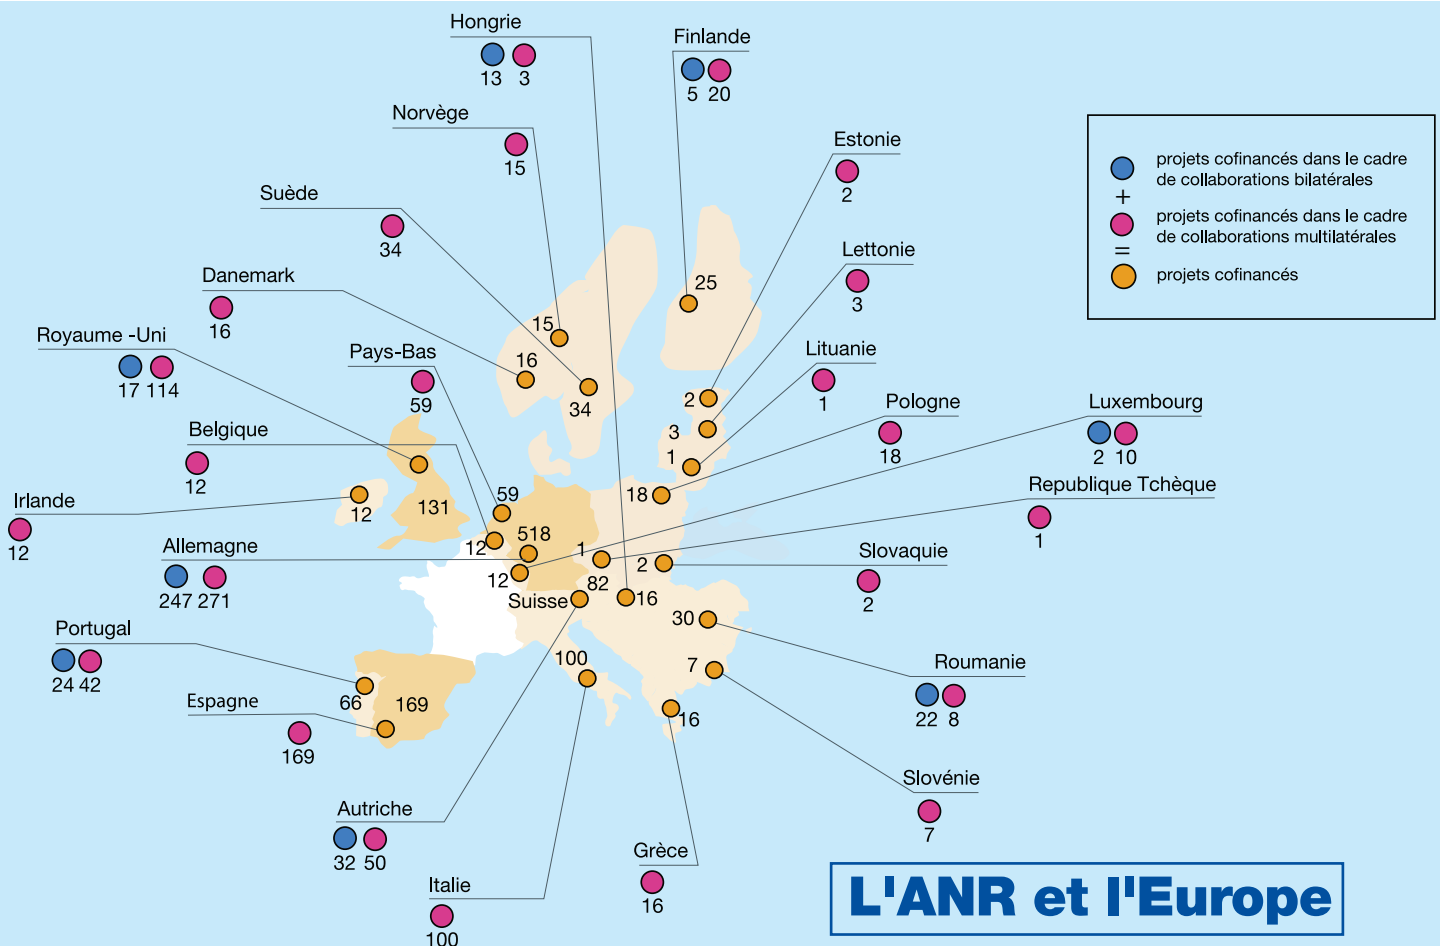 Hongrie
13 3
Finlande
5 20
Norvège
15
Estonie
2
projets cofinancés dans le cadre
de collaborations bilatérales
+
projets cofinancés dans le cadre
de collaborations multilatérales
=
projets cofinancés
Suède
34
Lettonie
3
Danemark
16
Royaume -Uni
17 114
Pays-Bas
59
Lituanie
1
Pologne
18
Luxembourg
2 10
Belgique
12
Republique Tchèque
1
Irlande
12
Allemagne
247 271
Slovaquie
2
Portugal
24 42
Espagne
169
Roumanie
22 8
Slovénie
7
Autriche
32 50
Italie
100
Grèce
16
25
15
16
34
2
3
1
18
59
131
12
518
12
1
2
12
82
Suisse
16
30
7
100
66
169
16
L'ANR et l'Europe